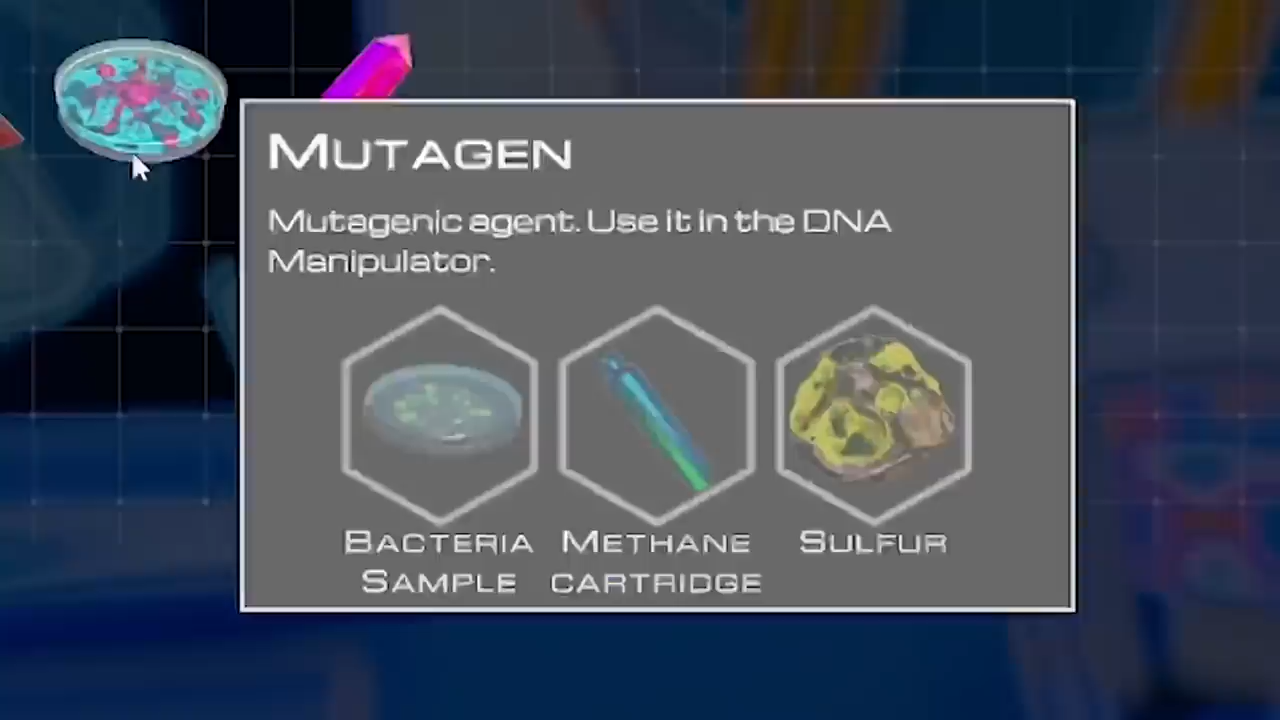 MUTAGEN
Mutagenic agent. Use it in the DNA
Manipulator.
BACTERIA SAMPLE
METHANE CARTRIDGE
SULFUR